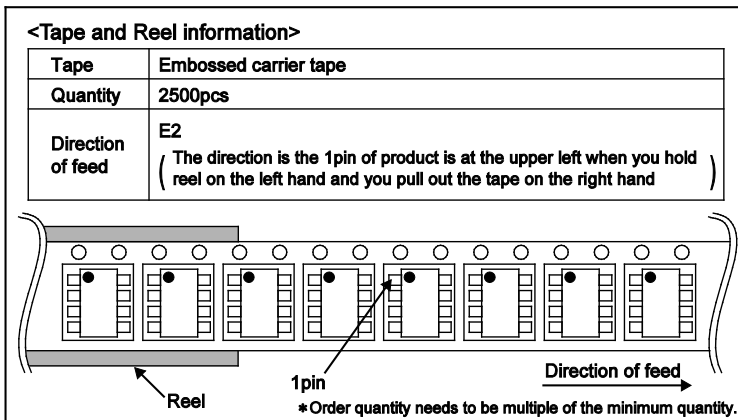 <Tape and Reel information>
Tape Embossed carrier tape
Quantity 2500pcs
Direction of feed
E2
( The direction is the 1pin of product is at the upper left when you hold
reel on the left hand and you pull out the tape on the right hand )
Reel
1pin
Direction of feed
*Order quantity needs to be multiple of the minimum quantity.